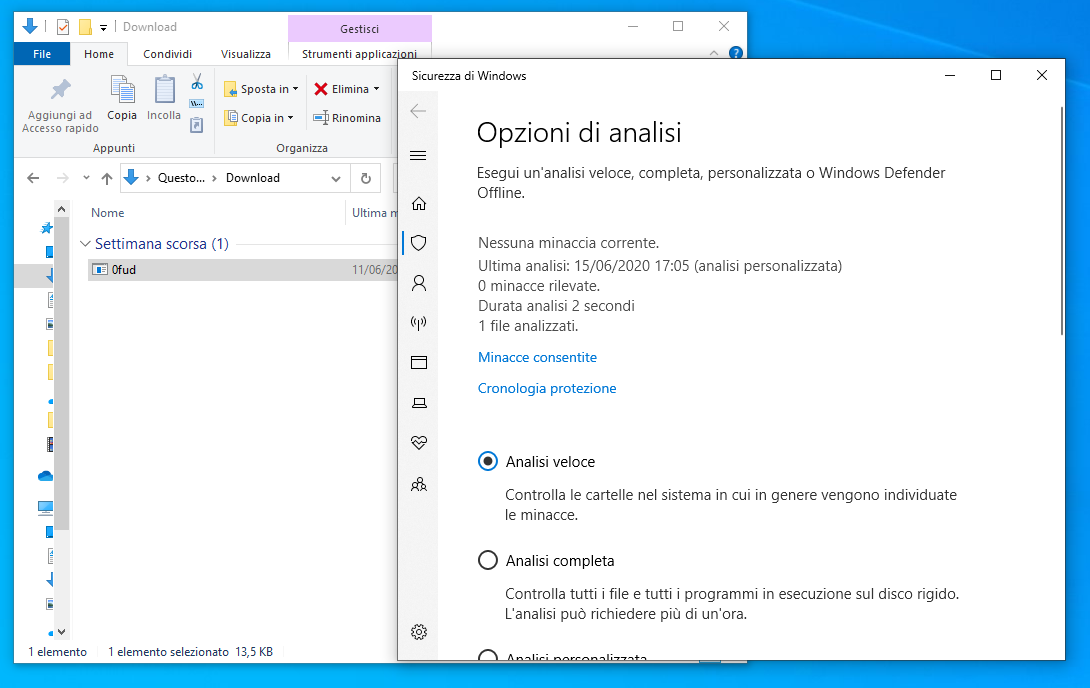 Download
Gestisci
File
Home
Condividi
Visualizza
Strumenti applicazioni
Aggiungi ad
Accesso rapido
Copia
Incolla
Sposta in
Copia in
Elimina
Rinomina
Appunti
Organizza
Questo...
Download
Nome
Ultima m
Settimana scorsa (1)
0fud
11/06/20
1 elemento
1 elemento selezionato 13,5 KB
Sicurezza di Windows
Opzioni di analisi
Esegui un'analisi veloce, completa, personalizzata o Windows Defender
Offline.
Nessuna minaccia corrente.
Ultima analisi: 15/06/2020 17:05 (analisi personalizzata)
0 minacce rilevate.
Durata analisi 2 secondi
1 file analizzati.
Minacce consentite
Cronologia protezione
Analisi veloce
Controlla le cartelle nel sistema in cui in genere vengono individuate
le minacce.
Analisi completa
Controlla tutti i file e tutti i programmi in esecuzione sul disco rigido.
L'analisi può richiedere più di un'ora.
Analisi personalizzata